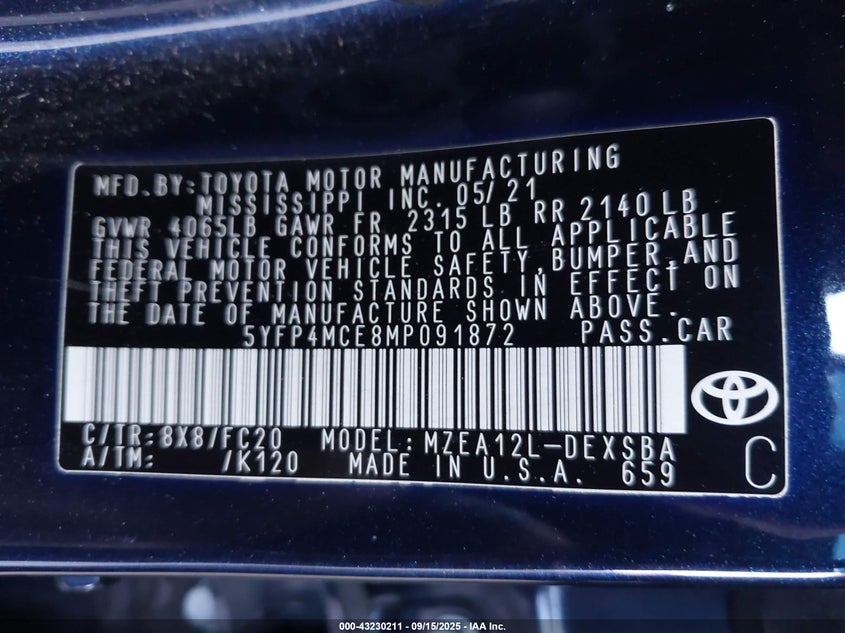 MFD. BY: TOYOTA MOTOR MANUFACTURING
MISSISSIPPI INC. 05/21
GVWR 4065LB GAWR FR 2315 LB RR 2140 LB
THIS VEHICLE CONFORMS TO ALL APPLICABLE
FEDERAL MOTOR VEHICLE SAFETY, BUMPER, AND
THEFT PREVENTION STANDARDS IN EFFECT ON
THE DATE OF MANUFACTURE SHOWN ABOVE.
5YFP4MCE8MP091872 PASS. CAR
C/TR: 8X8/FC20 MODEL: MZEA12L-DEXSBA
A/TM: /K120 MADE IN U.S.A. 659 C
000-43230211 - 09/15/2025 - IAA Inc.